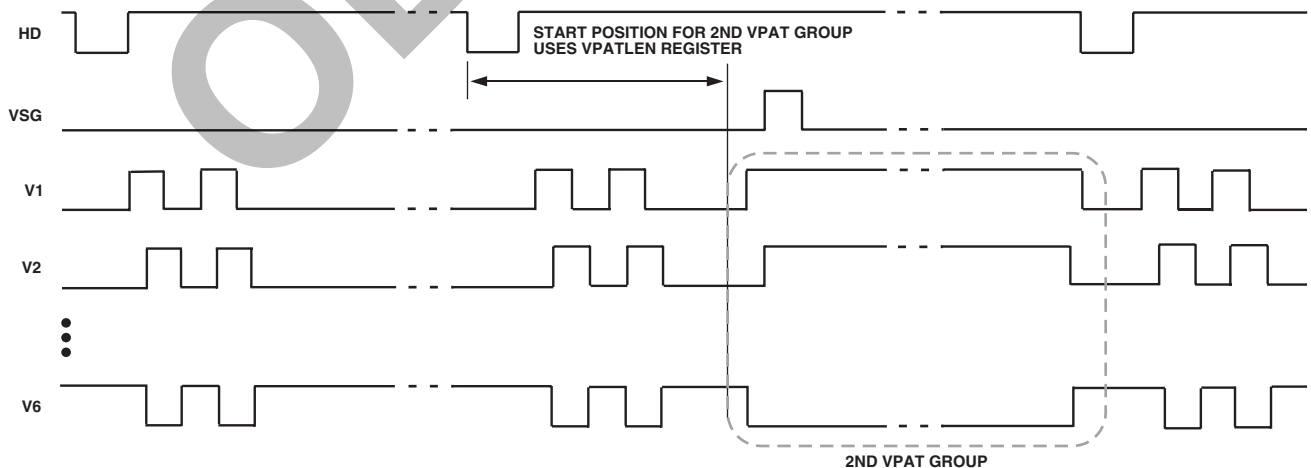 HD
START POSITION FOR 2ND VPAT GROUP
USES VPATLEN REGISTER
VSG
V1
V2
V6
2ND VPAT GROUP